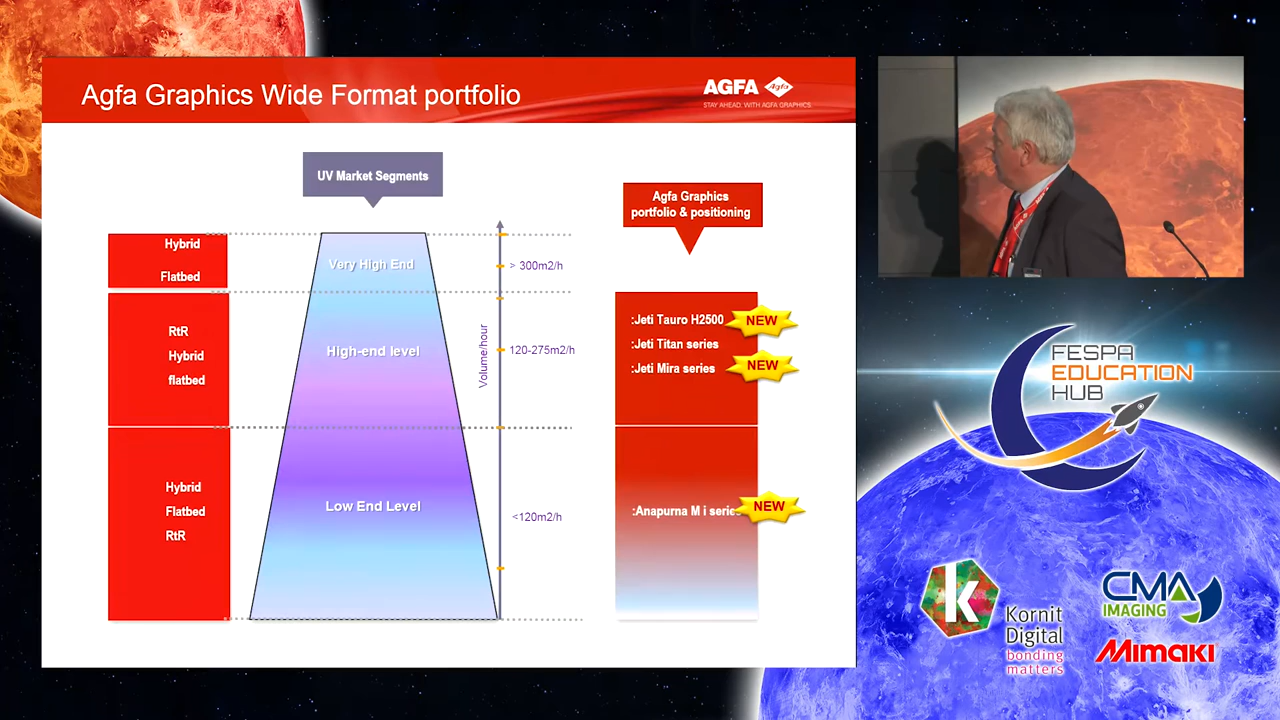 Agfa Graphics Wide Format portfolio
AGFA
Agfa
STAY AHEAD. WITH AGFA GRAPHICS.
UV Market Segments
Agfa Graphics
portfolio & positioning
Hybrid
Flatbed
Very High End
> 300m2/h
RtR
Hybrid
flatbed
High-end level
Volume/hour
120-275m2/h
:Jeti Tauro H2500
NEW
:Jeti Titan series
:Jeti Mira series
NEW
Hybrid
Flatbed
RtR
Low End Level
<120m2/h
:Anapurna M i series
NEW
FESPA
EDUCATION
HUB
k
Kornit
Digital
bonding
matters
CMA
IMAGING
Mimaki